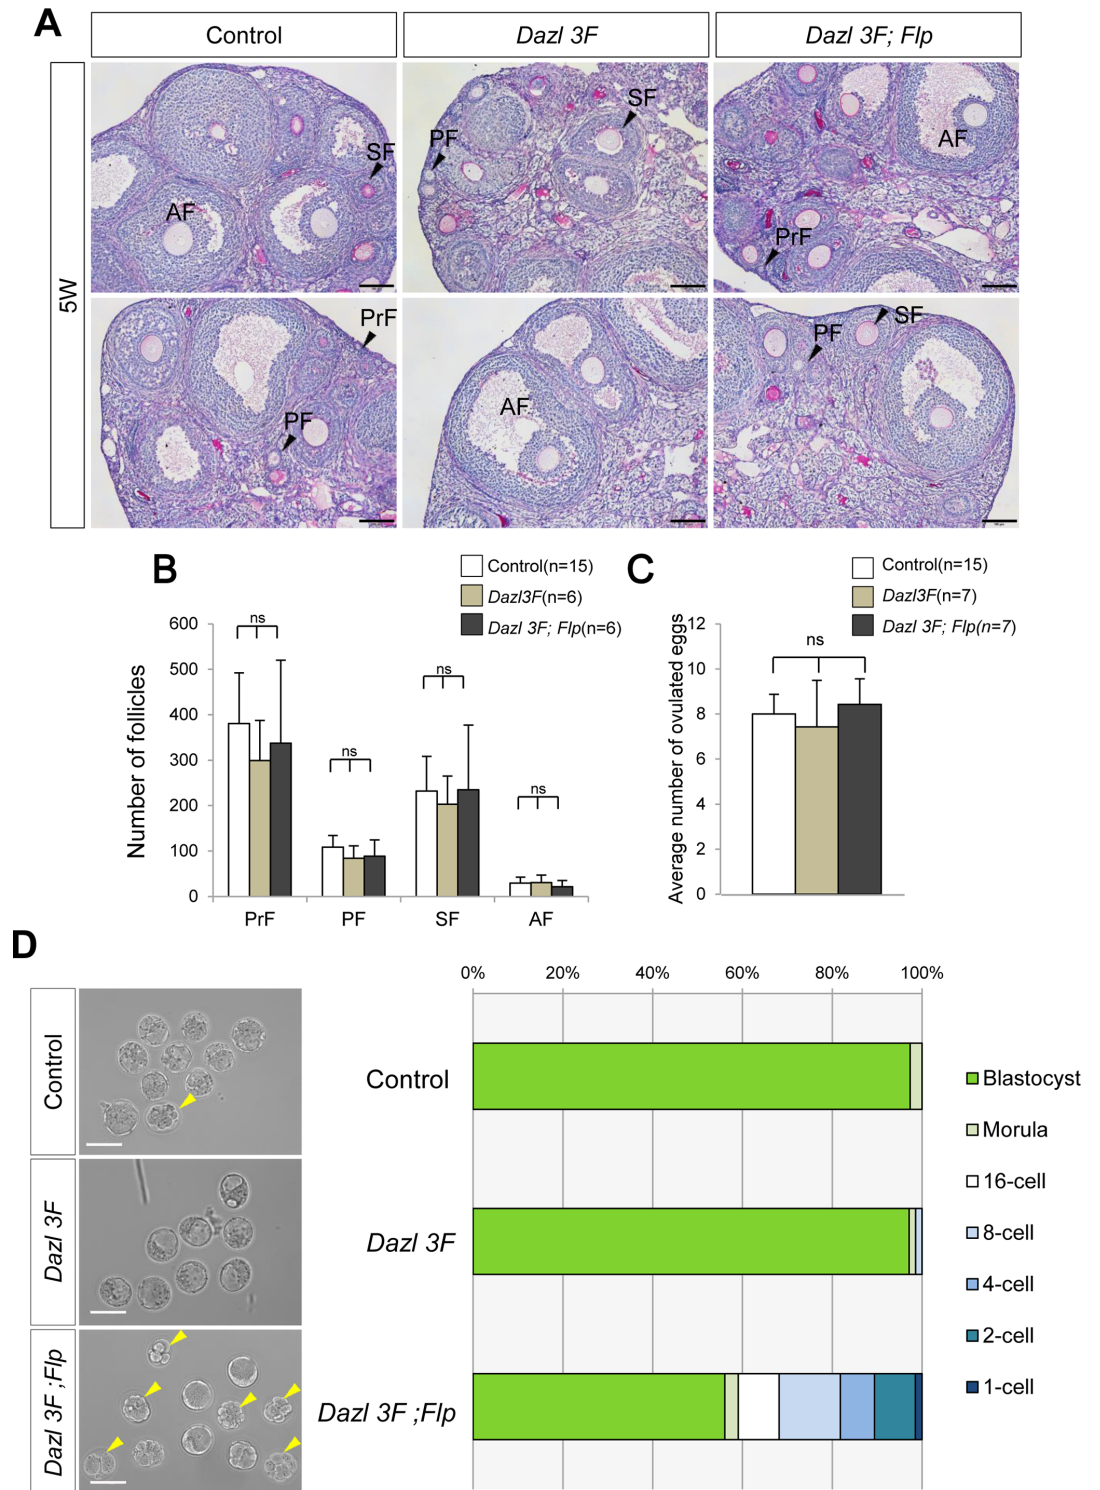 A
Control
Dazl 3F
Dazl 3F; Flp
5W
AF
SF
PF
SF
AF
PrF
PrF
PF
AF
PF
SF
B
Control(n=15)
Dazl3F(n=6)
Dazl 3F; Flp(n=6)
Number of follicles
600
500
400
300
200
100
0
ns
ns
ns
ns
PrF
PF
SF
AF
C
Control(n=15)
Dazl3F(n=7)
Dazl 3F; Flp(n=7)
Average number of ovulated eggs
12
10
8
6
4
2
0
ns
D
Control
Dazl 3F
Dazl 3F ;Flp
0%
20%
40%
60%
80%
100%
Control
Dazl 3F
Dazl 3F ;Flp
Blastocyst
Morula
16-cell
8-cell
4-cell
2-cell
1-cell